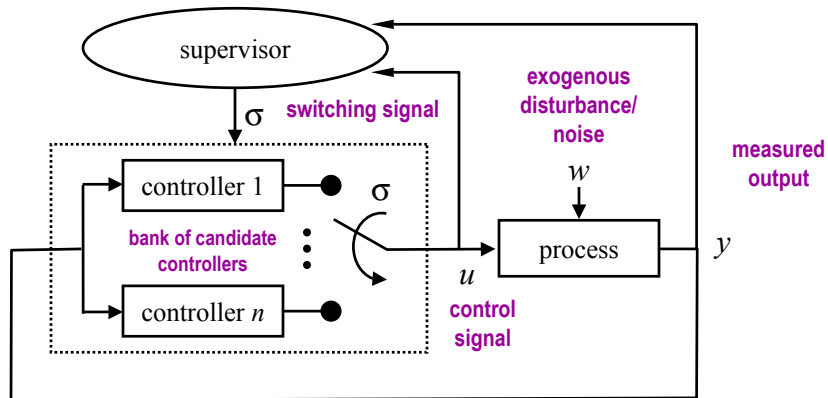 supervisor
σ
switching signal
exogenous
disturbance/
noise
measured
output
w
controller 1
σ
bank of candidate
controllers
process
y
u
controller n
control
signal